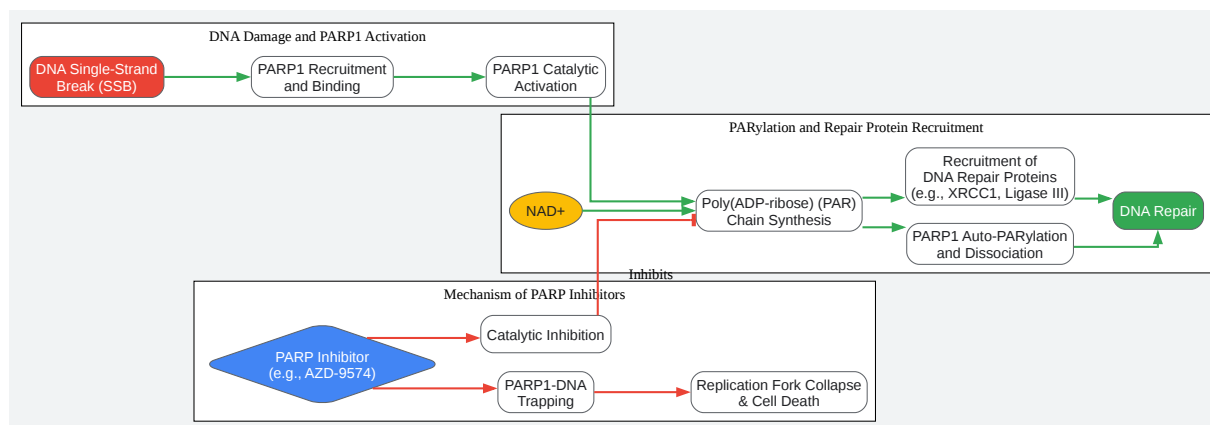 DNA Damage and PARP1 Activation
DNA Single-Strand
Break (SSB)
PARP1 Recruitment
and Binding
PARP1 Catalytic
Activation
PARylation and Repair Protein Recruitment
NAD+
Poly(ADP-ribose) (PAR)
Chain Synthesis
Recruitment of
DNA Repair Proteins
(e.g., XRCC1, Ligase III)
PARP1 Auto-PARylation
and Dissociation
DNA Repair
Inhibits
Mechanism of PARP Inhibitors
PARP Inhibitor
(e.g., AZD-9574)
Catalytic Inhibition
PARP1-DNA
Trapping
Replication Fork Collapse
& Cell Death